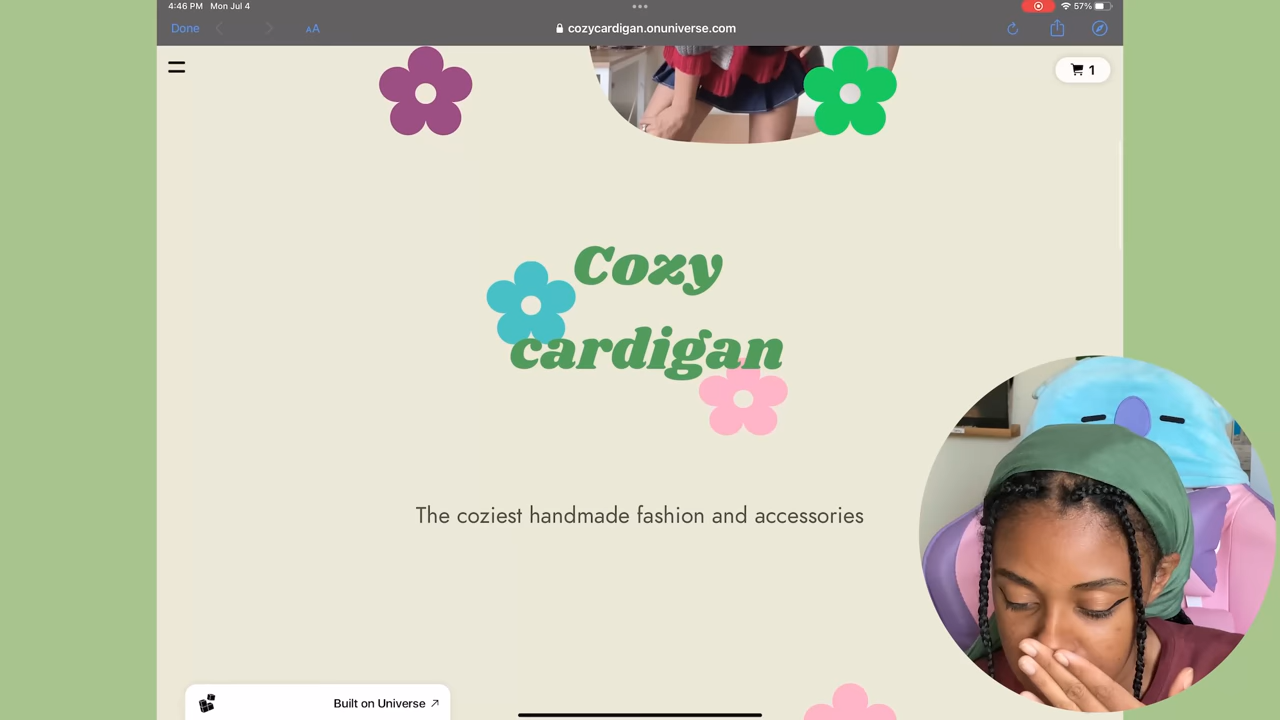 4:46 PM Mon Jul 4
57%
Done
AA
cozycardigan.onuniverse.com
1
Cozy
cardigan
The coziest handmade fashion and accessories
Built on Universe ↗